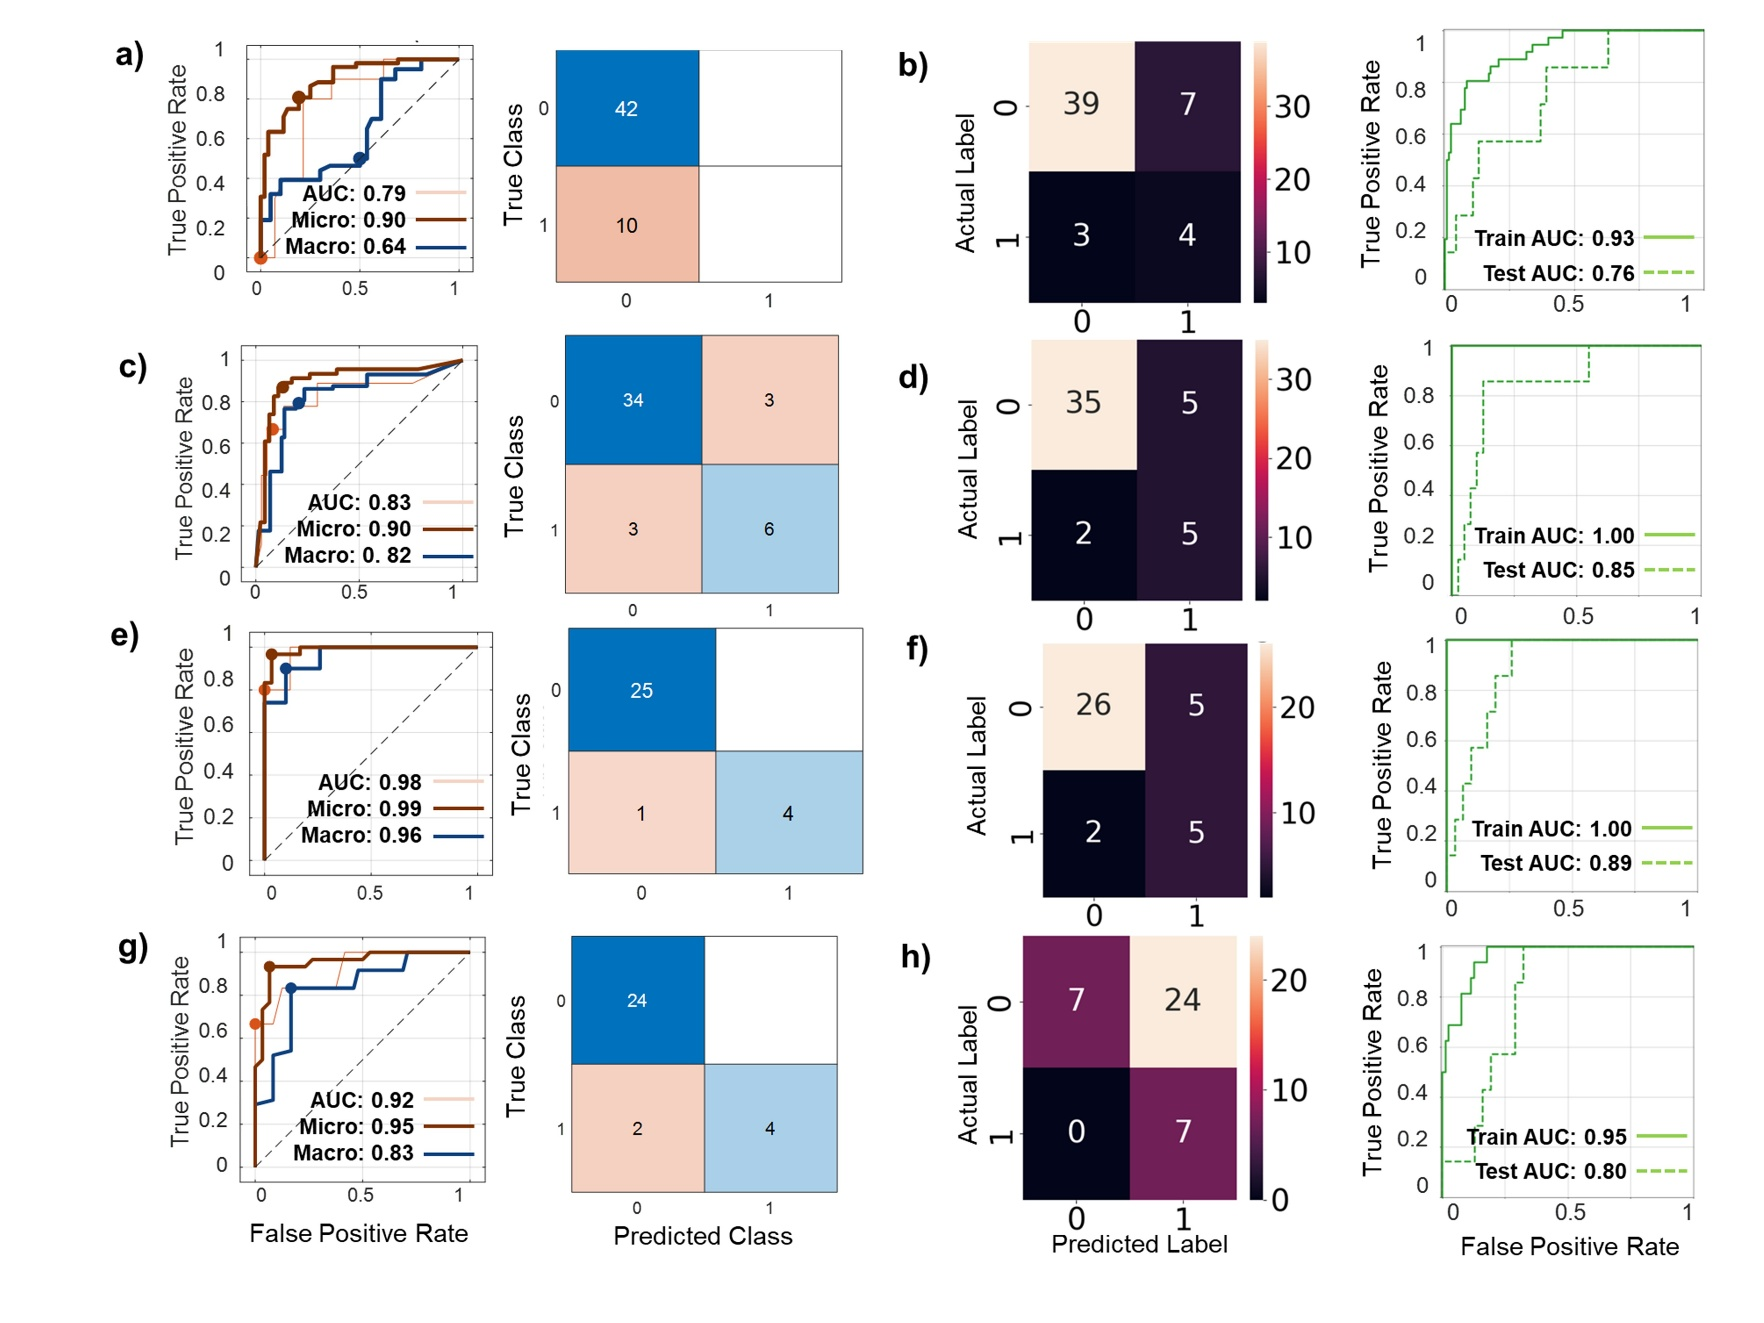 a)
True Positive Rate
1
0.8
0.6
0.4
0.2
0
0
0.5
1
AUC: 0.79
Micro: 0.90
Macro: 0.64
True Class
0
1
42
10
0
1
b)
Actual Label
0
1
39
7
3
4
0
1
30
20
10
True Positive Rate
1
0.8
0.6
0.4
0.2
0
Train AUC: 0.93
Test AUC: 0.76
0
0.5
1
c)
True Positive Rate
1
0.8
0.6
0.4
0.2
0
AUC: 0.83
Micro: 0.90
Macro: 0. 82
0
0.5
1
True Class
0
1
34
3
3
6
0
1
d)
Actual Label
0
1
35
5
2
5
0
1
30
20
10
True Positive Rate
1
0.8
0.6
0.4
0.2
0
Train AUC: 1.00
Test AUC: 0.85
0
0.5
1
e)
True Positive Rate
1
0.8
0.6
0.4
0.2
0
AUC: 0.98
Micro: 0.99
Macro: 0.96
0
0.5
1
True Class
0
1
25
1
4
0
1
f)
Actual Label
0
1
26
5
2
5
0
1
20
10
True Positive Rate
1
0.8
0.6
0.4
0.2
0
Train AUC: 1.00
Test AUC: 0.89
0
0.5
1
g)
True Positive Rate
1
0.8
0.6
0.4
0.2
0
AUC: 0.92
Micro: 0.95
Macro: 0.83
0
0.5
1
False Positive Rate
True Class
0
1
24
2
4
0
1
Predicted Class
h)
Actual Label
0
1
7
24
0
7
0
1
Predicted Label
20
10
0
True Positive Rate
1
0.8
0.6
0.4
0.2
0
Train AUC: 0.95
Test AUC: 0.80
0
0.5
1
False Positive Rate